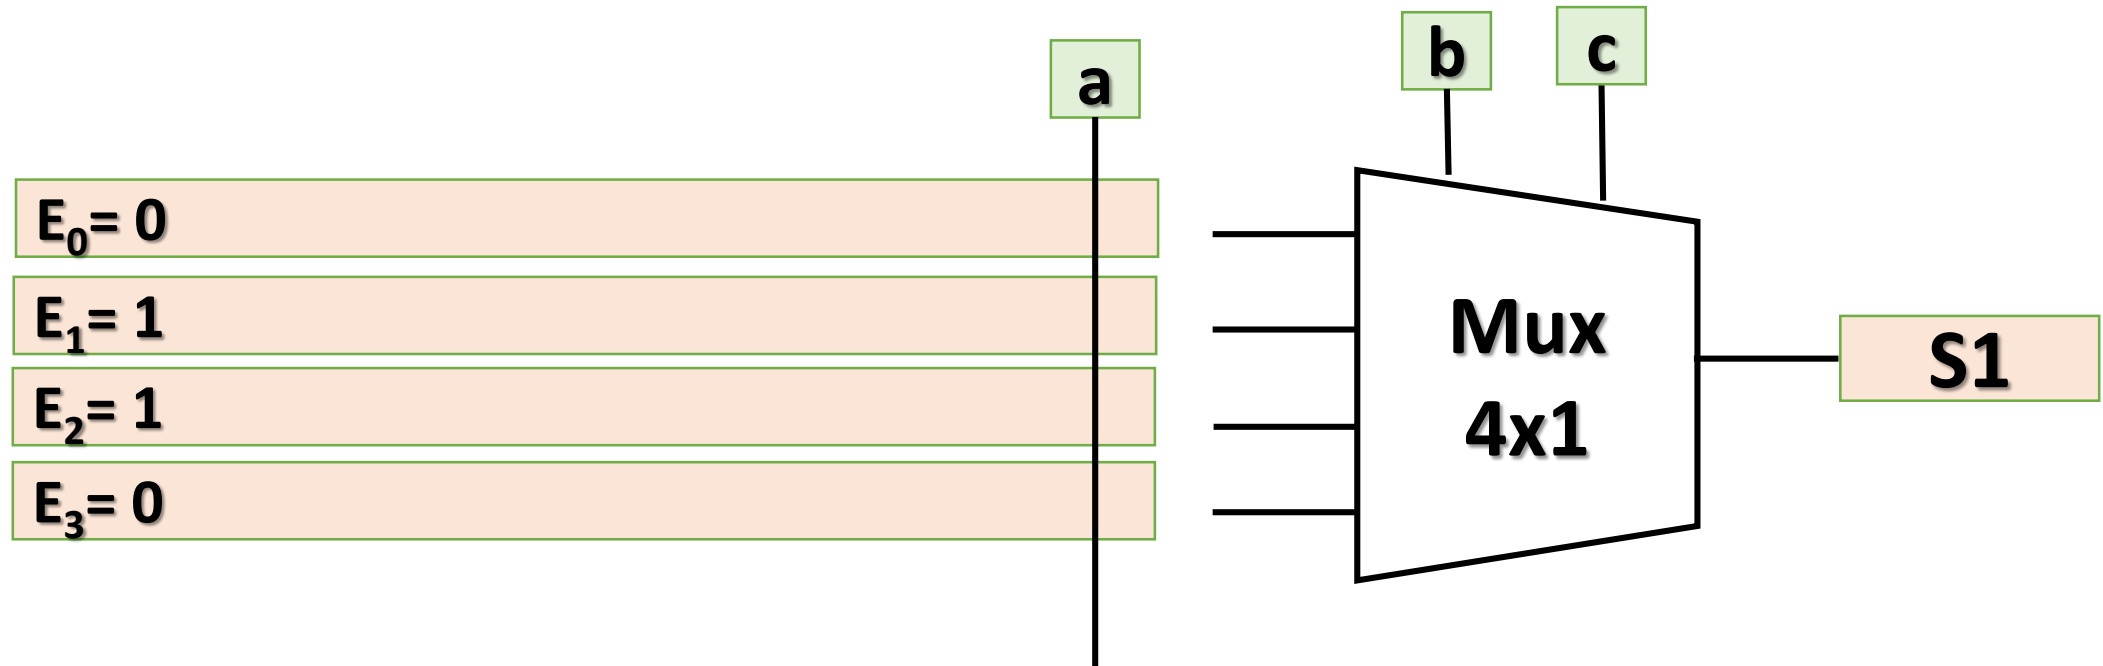 a
b
c
E₀= 0
E₁= 1
E₂= 1
E₃= 0
Mux
4x1
S1